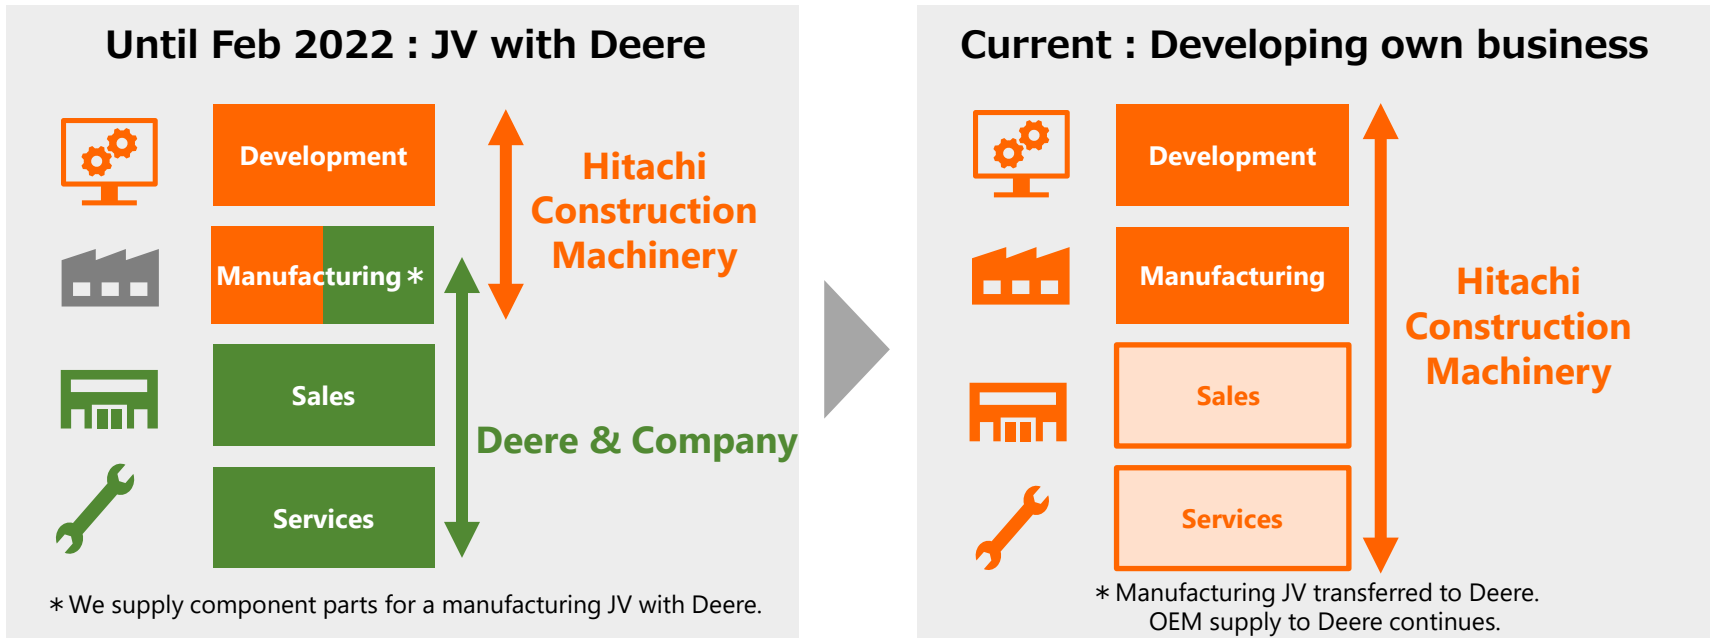 Until Feb 2022 : JV with Deere
Development
Hitachi
Construction
Machinery
Manufacturing＊
Sales
Deere & Company
Services
＊We supply component parts for a manufacturing JV with Deere.
Current : Developing own business
Development
Manufacturing
Hitachi
Construction
Machinery
Sales
Services
＊Manufacturing JV transferred to Deere.
OEM supply to Deere continues.